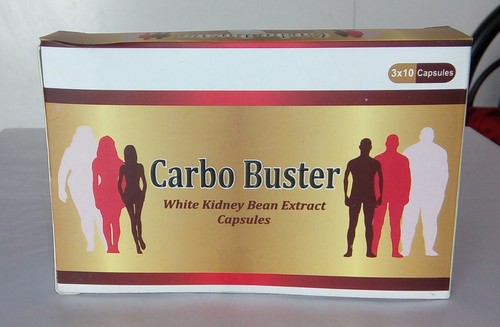 3x10 Capsules
Carbo Buster
White Kidney Bean Extract
Capsules